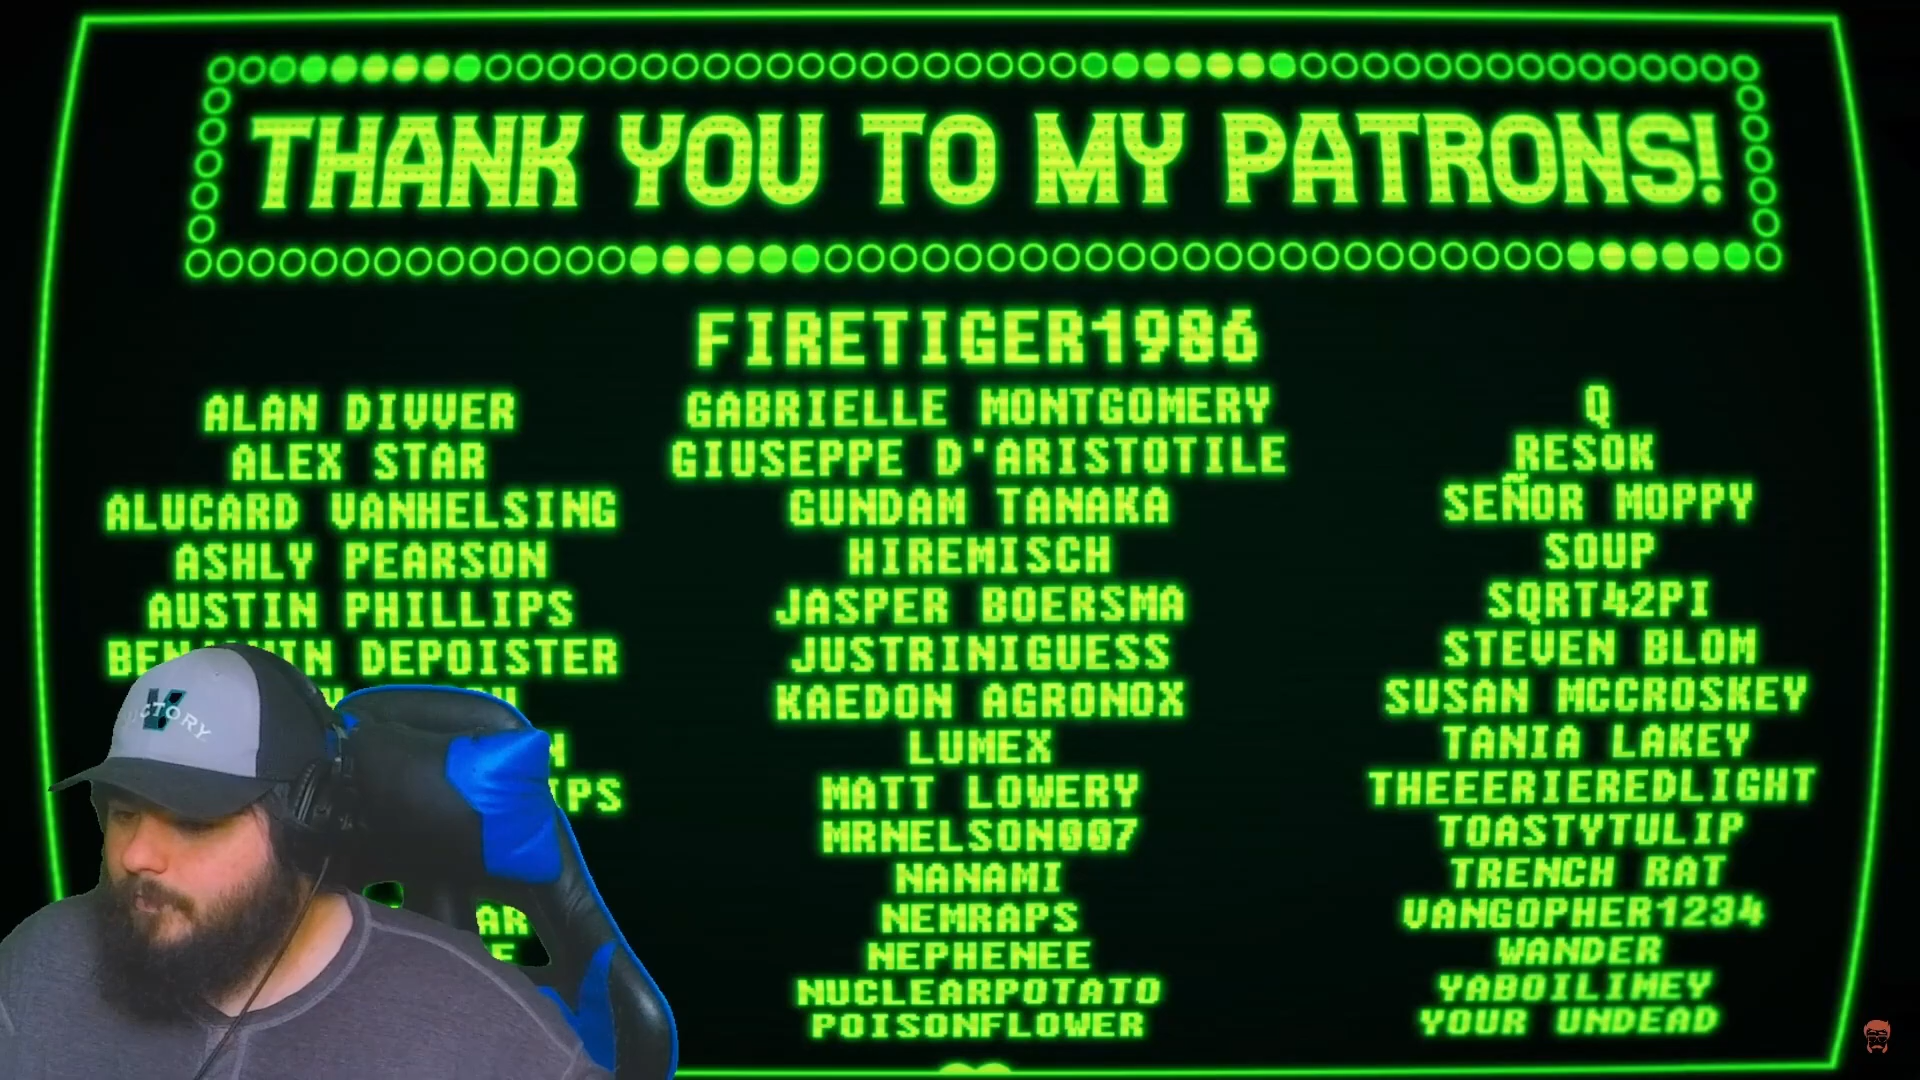 THANK YOU TO MY PATRONS!
FIRETIGER1986
ALAN DIVVER
ALEX STAR
ALUCARD VANHELSING
ASHLY PEARSON
AUSTIN PHILLIPS
DEPOISTER
GABRIELLE MONTGOMERY
GIUSEPPE D'ARISTOTILE
GUNDAM TANAKA
HIREMISCH
JASPER BOERSMA
JUSTRINIGUESS
KAEDON AGRONOX
LUMEX
MATT LOWERY
MRNELSON007
NANAMI
NEMRAPS
NEPHENEE
NUCLEARPOTATO
POISONFLOWER
Q
RESOK
SEÑOR MOPPY
SOUP
SQRT42PI
STEVEN BLOM
SUSAN MCCROSKEY
TANIA LAKEY
THEEERIEREDLIGHT
TOASTYTULIP
TRENCH RAT
VANGOPHER1234
WANDER
YABOILIMEY
YOUR UNDEAD